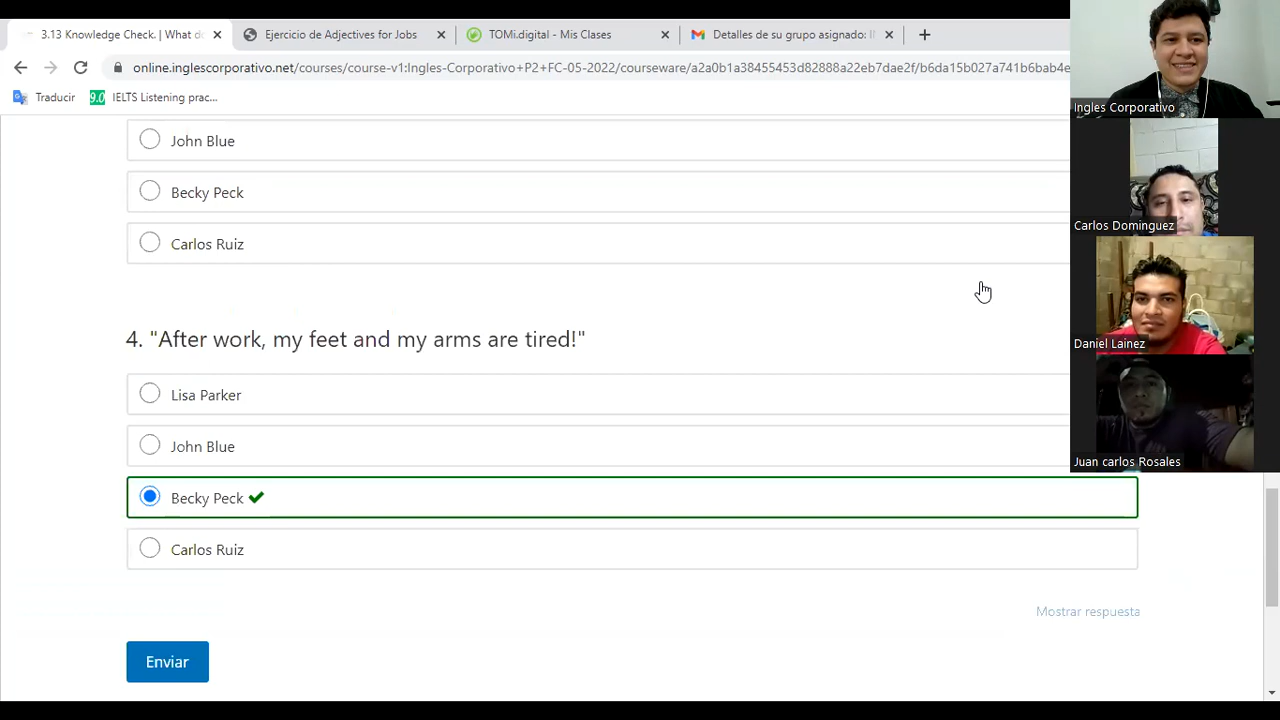 3.13 Knowledge Check. | What do
Ejercicio de Adjectives for Jobs
TOMi.digital - Mis Clases
Detalles de su grupo asignado: II
online.inglescorporativo.net/courses/course-v1:Ingles-Corporativo+P2+FC-05-2022/courseware/
Traducir
9.0 IELTS Listening prac...
John Blue
Becky Peck
Carlos Ruiz
4. "After work, my feet and my arms are tired!"
Lisa Parker
John Blue
Becky Peck
Carlos Ruiz
Mostrar respuesta
Enviar
Ingles Corporativo
Carlos Dominguez
Daniel Lainez
Juan carlos Rosales